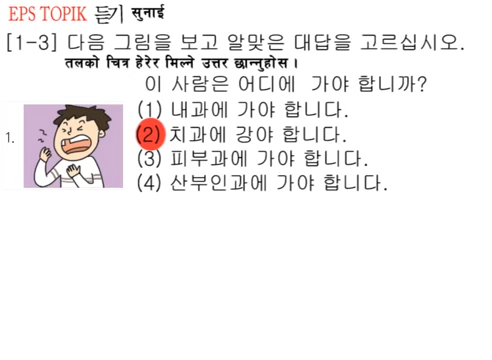 EPS TOPIK 듣기 सुनाई
[1-3] 다음 그림을 보고 알맞은 대답을 고르십시오.
तलको चित्र हेरेर मिल्ने उत्तर छान्नुहोस ।
이 사람은 어디에 가야 합니까?
(1) 내과에 가야 합니다.
1. (2) 치과에 강야 합니다.
(3) 피부과에 가야 합니다.
(4) 산부인과에 가야 합니다.